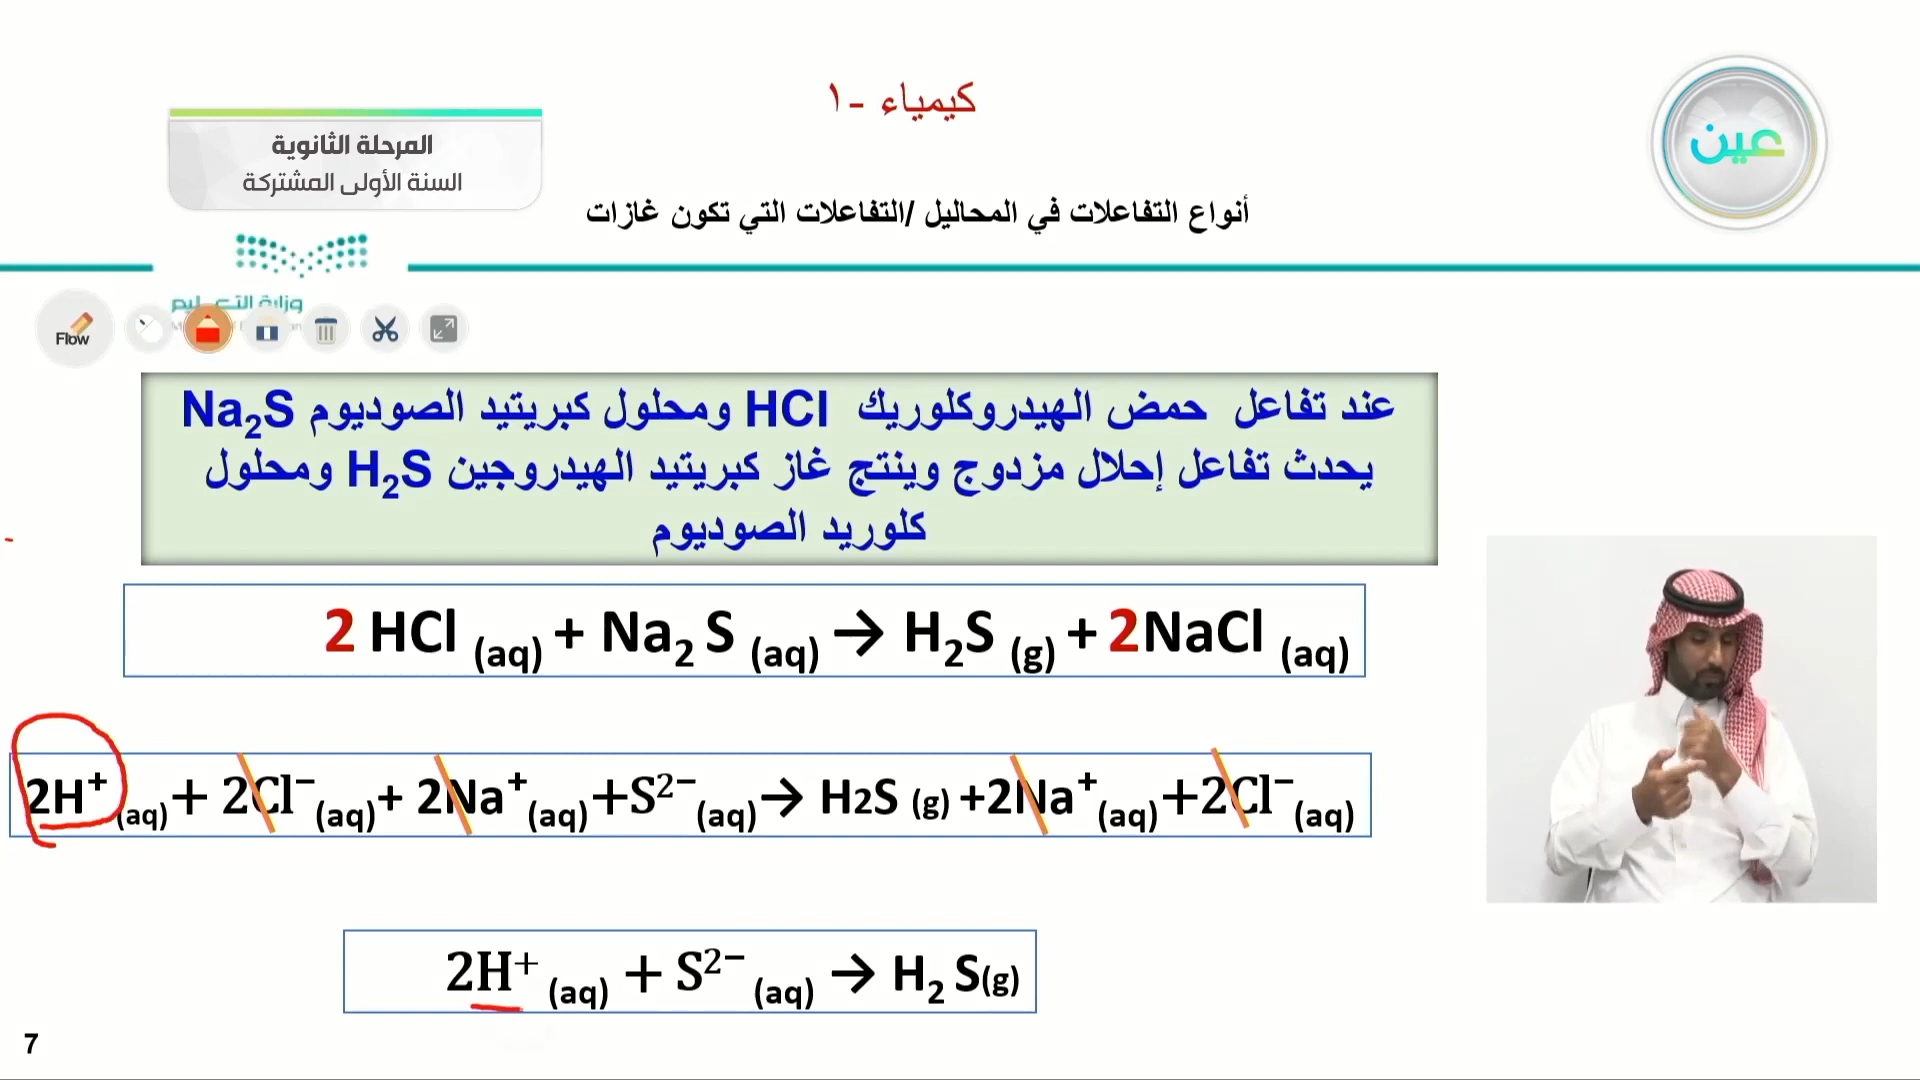 كيمياء -١
عين
المرحلة الثانوية
السنة الأولى المشتركة
أنواع التفاعلات في المحاليل /التفاعلات التي تكون غازات
وزارة التعـــليم
Flow
عند تفاعل حمض الهيدروكلوريك HCl ومحلول كبريتيد الصوديوم Na₂S
يحدث تفاعل إحلال مزدوج وينتج غاز كبريتيد الهيدروجين H₂S ومحلول
كلوريد الصوديوم
2 HCl (aq) + Na₂ S (aq) → H₂S (g) + 2NaCl (aq)
2H⁺ (aq) + 2Cl⁻ (aq) + 2Na⁺ (aq) + S²⁻ (aq) → H2S (g) + 2Na⁺ (aq) + 2Cl⁻ (aq)
2H⁺ (aq) + S²⁻ (aq) → H₂ S(g)
7